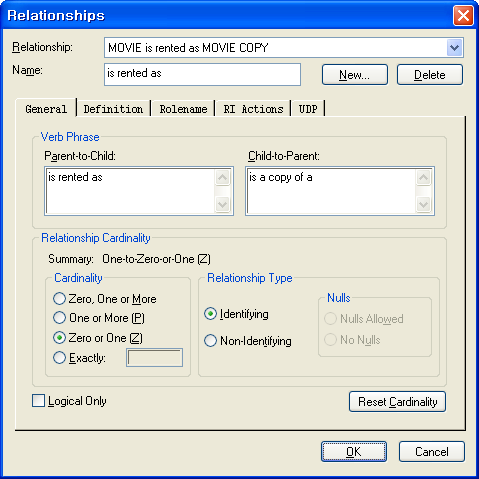 Relationships
Relationship: MOVIE is rented as MOVIE COPY
Name: is rented as New... Delete
General Definition Rolename RI Actions UDP
Verb Phrase
Parent-to-Child: Child-to-Parent:
is rented as is a copy of a
Relationship Cardinality
Summary: One-to-Zero-or-One (Z)
Cardinality Relationship Type
Zero, One or More Nulls
One or More (P) Identifying Nulls Allowed
Zero or One (Z) Non-Identifying No Nulls
Exactly:
Logical Only Reset Cardinality
OK Cancel